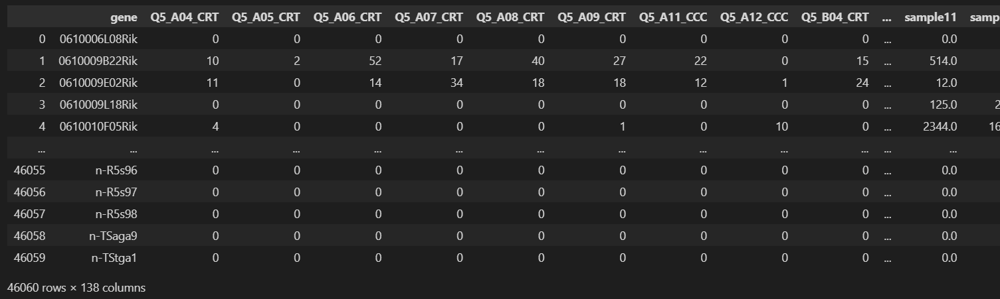 gene Q5_A04_CRT Q5_A05_CRT Q5_A06_CRT Q5_A07_CRT Q5_A08_CRT Q5_A09_CRT Q5_A11_CCC Q5_A12_CCC Q5_B04_CRT ... sample11 samp
0 0610006L08Rik 0 0 0 0 0 0 0 0 0 ... 0.0
1 0610009B22Rik 10 2 52 17 40 27 22 0 15 ... 514.0
2 0610009E02Rik 11 0 14 34 18 18 12 1 24 ... 12.0
3 0610009L18Rik 0 0 0 0 0 0 0 0 0 ... 125.0 2
4 0610010F05Rik 4 0 0 0 0 1 0 10 0 ... 2344.0 16
... ... ... ... ... ... ... ... ... ... ... ... ...
46055 n-R5s96 0 0 0 0 0 0 0 0 0 ... 0.0
46056 n-R5s97 0 0 0 0 0 0 0 0 0 ... 0.0
46057 n-R5s98 0 0 0 0 0 0 0 0 0 ... 0.0
46058 n-TSaga9 0 0 0 0 0 0 0 0 0 ... 0.0
46059 n-TStga1 0 0 0 0 0 0 0 0 0 ... 0.0
46060 rows × 138 columns